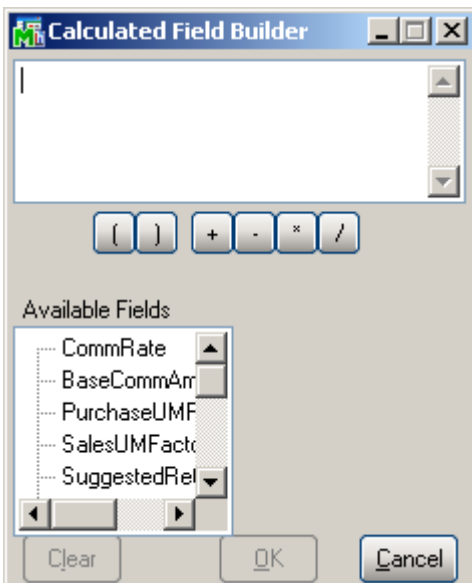 Calculated Field Builder
( ) + - * /
Available Fields
CommRate
BaseCommAm
PurchaseUMF
SalesUMFacto
SuggestedRet
Clear OK Cancel